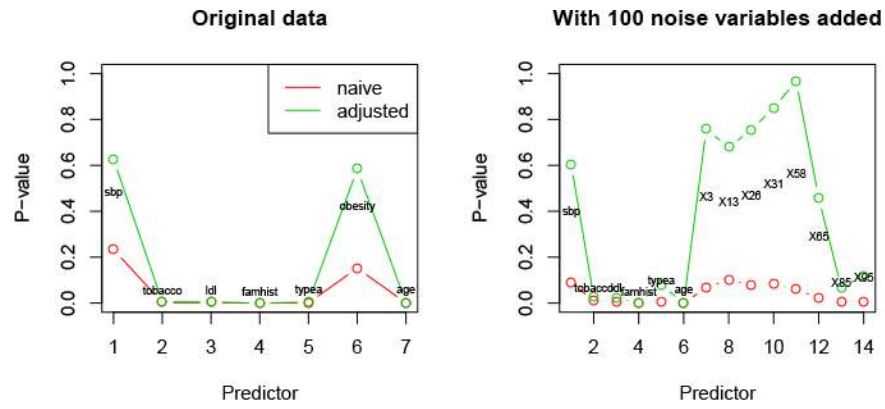 Original data
With 100 noise variables added
naive
adjusted
P-value
0.0 0.2 0.4 0.6 0.8 1.0
sbp
tobacco
ldl
famhist
typea
obesity
age
1 2 3 4 5 6 7
Predictor
P-value
0.0 0.2 0.4 0.6 0.8 1.0
sbp
tobacco
famhist
typea
age
X3
X13
X26
X31
X58
X65
X85
X95
2 4 6 8 10 12 14
Predictor